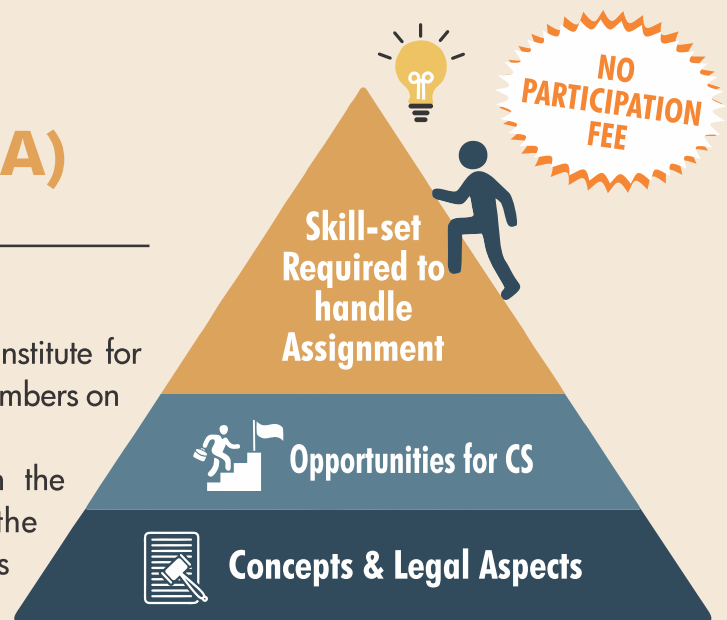 NO
PARTICIPATION
FEE
A)
Skill-set
Required to
handle
Assignment
nstitute for
mbers on
the
the
s
Opportunities for CS
Concepts & Legal Aspects